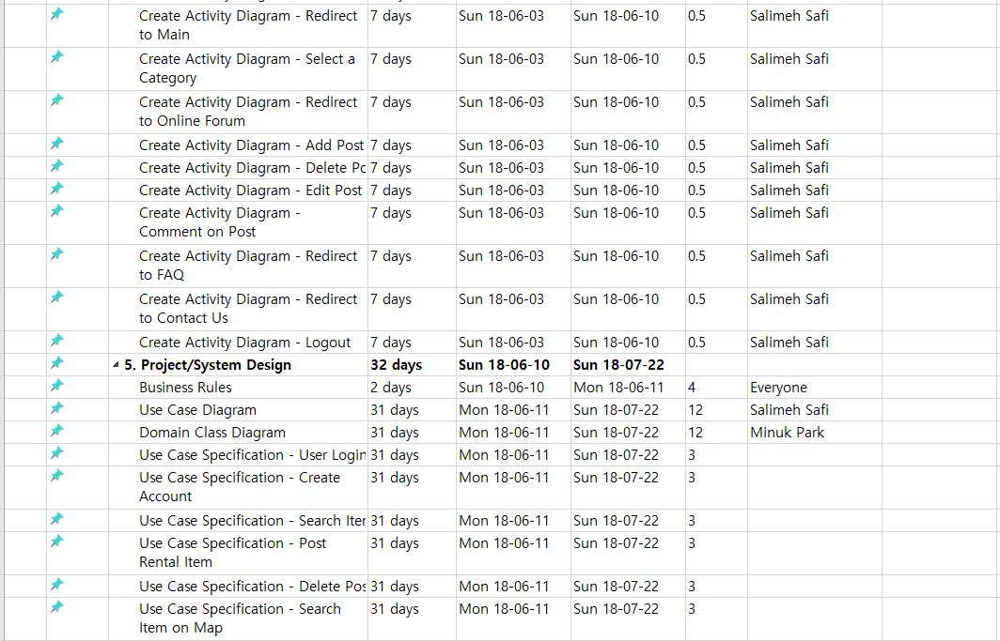 Create Activity Diagram - Redirect 7 days Sun 18-06-03 Sun 18-06-10 0.5 Salimeh Safi
to Main
Create Activity Diagram - Select a 7 days Sun 18-06-03 Sun 18-06-10 0.5 Salimeh Safi
Category
Create Activity Diagram - Redirect 7 days Sun 18-06-03 Sun 18-06-10 0.5 Salimeh Safi
to Online Forum
Create Activity Diagram - Add Post 7 days Sun 18-06-03 Sun 18-06-10 0.5 Salimeh Safi
Create Activity Diagram - Delete Pc 7 days Sun 18-06-03 Sun 18-06-10 0.5 Salimeh Safi
Create Activity Diagram - Edit Post 7 days Sun 18-06-03 Sun 18-06-10 0.5 Salimeh Safi
Create Activity Diagram - 7 days Sun 18-06-03 Sun 18-06-10 0.5 Salimeh Safi
Comment on Post
Create Activity Diagram - Redirect 7 days Sun 18-06-03 Sun 18-06-10 0.5 Salimeh Safi
to FAQ
Create Activity Diagram - Redirect 7 days Sun 18-06-03 Sun 18-06-10 0.5 Salimeh Safi
to Contact Us
Create Activity Diagram - Logout 7 days Sun 18-06-03 Sun 18-06-10 0.5 Salimeh Safi
5. Project/System Design 32 days Sun 18-06-10 Sun 18-07-22
Business Rules 2 days Sun 18-06-10 Mon 18-06-11 4 Everyone
Use Case Diagram 31 days Mon 18-06-11 Sun 18-07-22 12 Salimeh Safi
Domain Class Diagram 31 days Mon 18-06-11 Sun 18-07-22 12 Minuk Park
Use Case Specification - User Login 31 days Mon 18-06-11 Sun 18-07-22 3
Use Case Specification - Create 31 days Mon 18-06-11 Sun 18-07-22 3
Account
Use Case Specification - Search Iter 31 days Mon 18-06-11 Sun 18-07-22 3
Use Case Specification - Post 31 days Mon 18-06-11 Sun 18-07-22 3
Rental Item
Use Case Specification - Delete Pos 31 days Mon 18-06-11 Sun 18-07-22 3
Use Case Specification - Search 31 days Mon 18-06-11 Sun 18-07-22 3
Item on Map